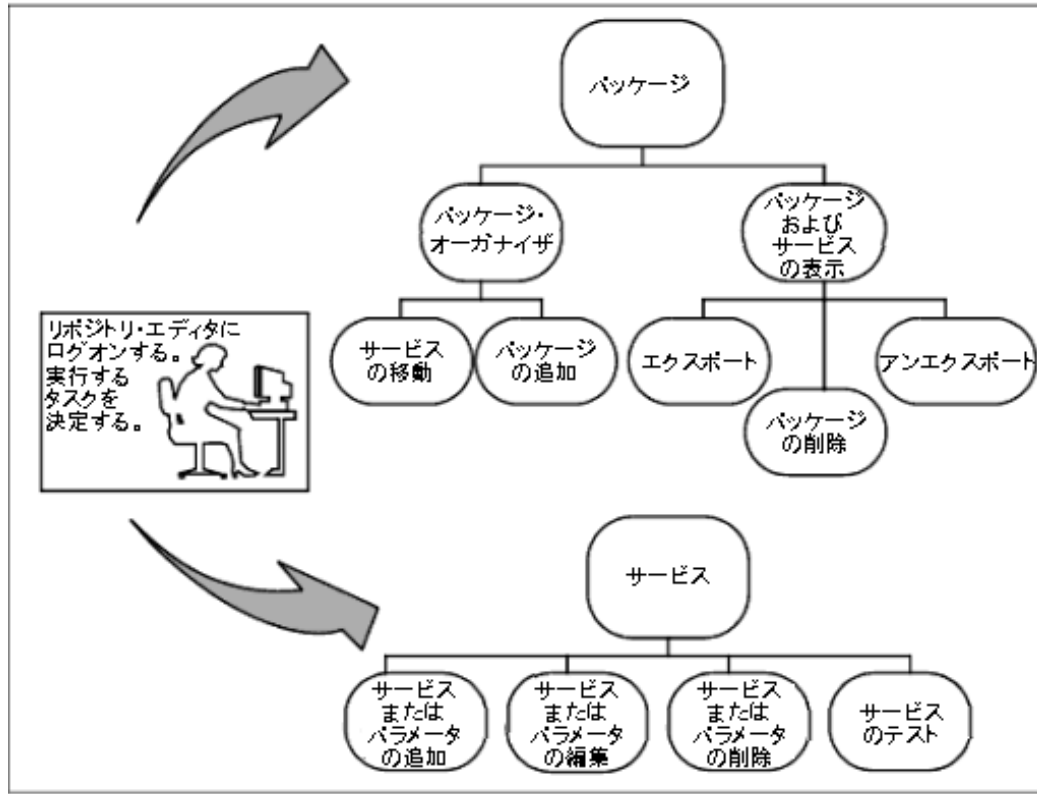 リポジトリ・エディタに
ログオンする。
実行する
タスクを
決定する。
パッケージ
パッケージ・
オーガナイザ
パッケージ
および
サービス
の表示
サービス
の移動
パッケージ
の追加
エクスポート
アンエクスポート
パッケージ
の削除
サービス
サービス
または
パラメータ
の追加
サービス
または
パラメータ
の編集
サービス
または
パラメータ
の削除
サービス
のテスト